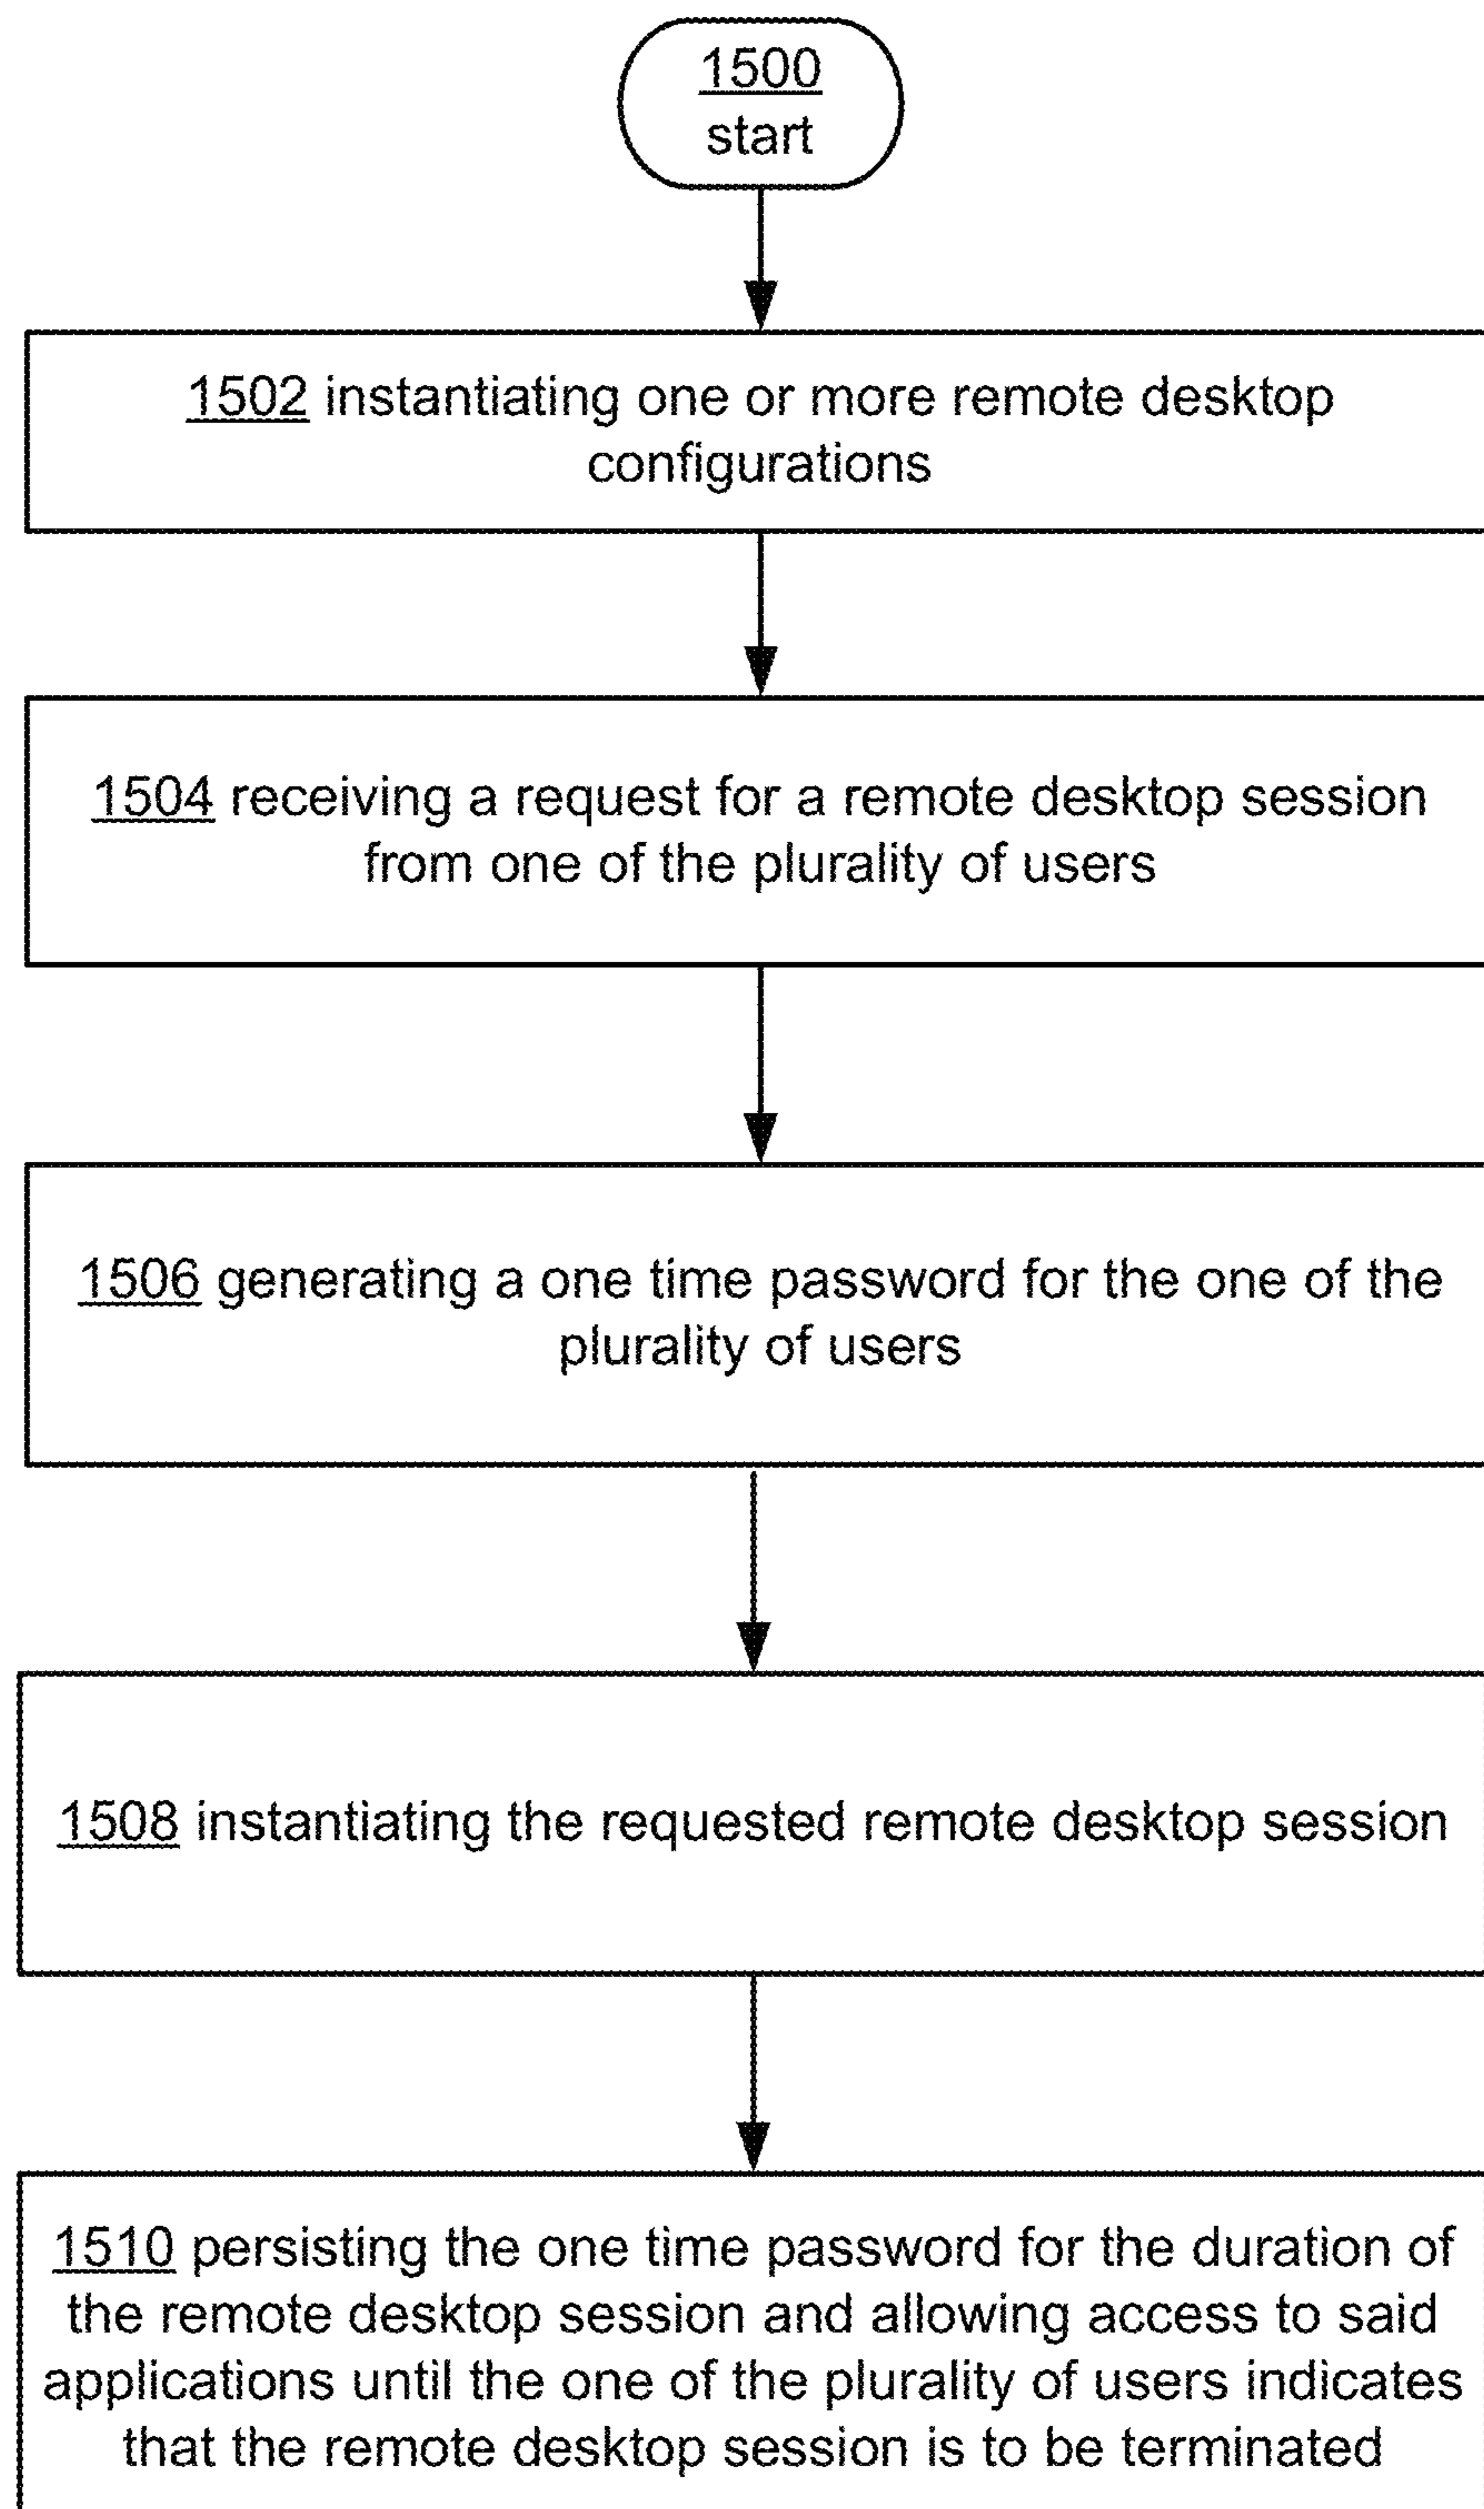 1500
start
1502 instantiating one or more remote desktop
configurations
1504 receiving a request for a remote desktop session
from one of the plurality of users
1506 generating a one time password for the one of the
plurality of users
1508 instantiating the requested remote desktop session
1510 persisting the one time password for the duration of
the remote desktop session and allowing access to said
applications until the one of the plurality of users indicates
that the remote desktop session is to be terminated